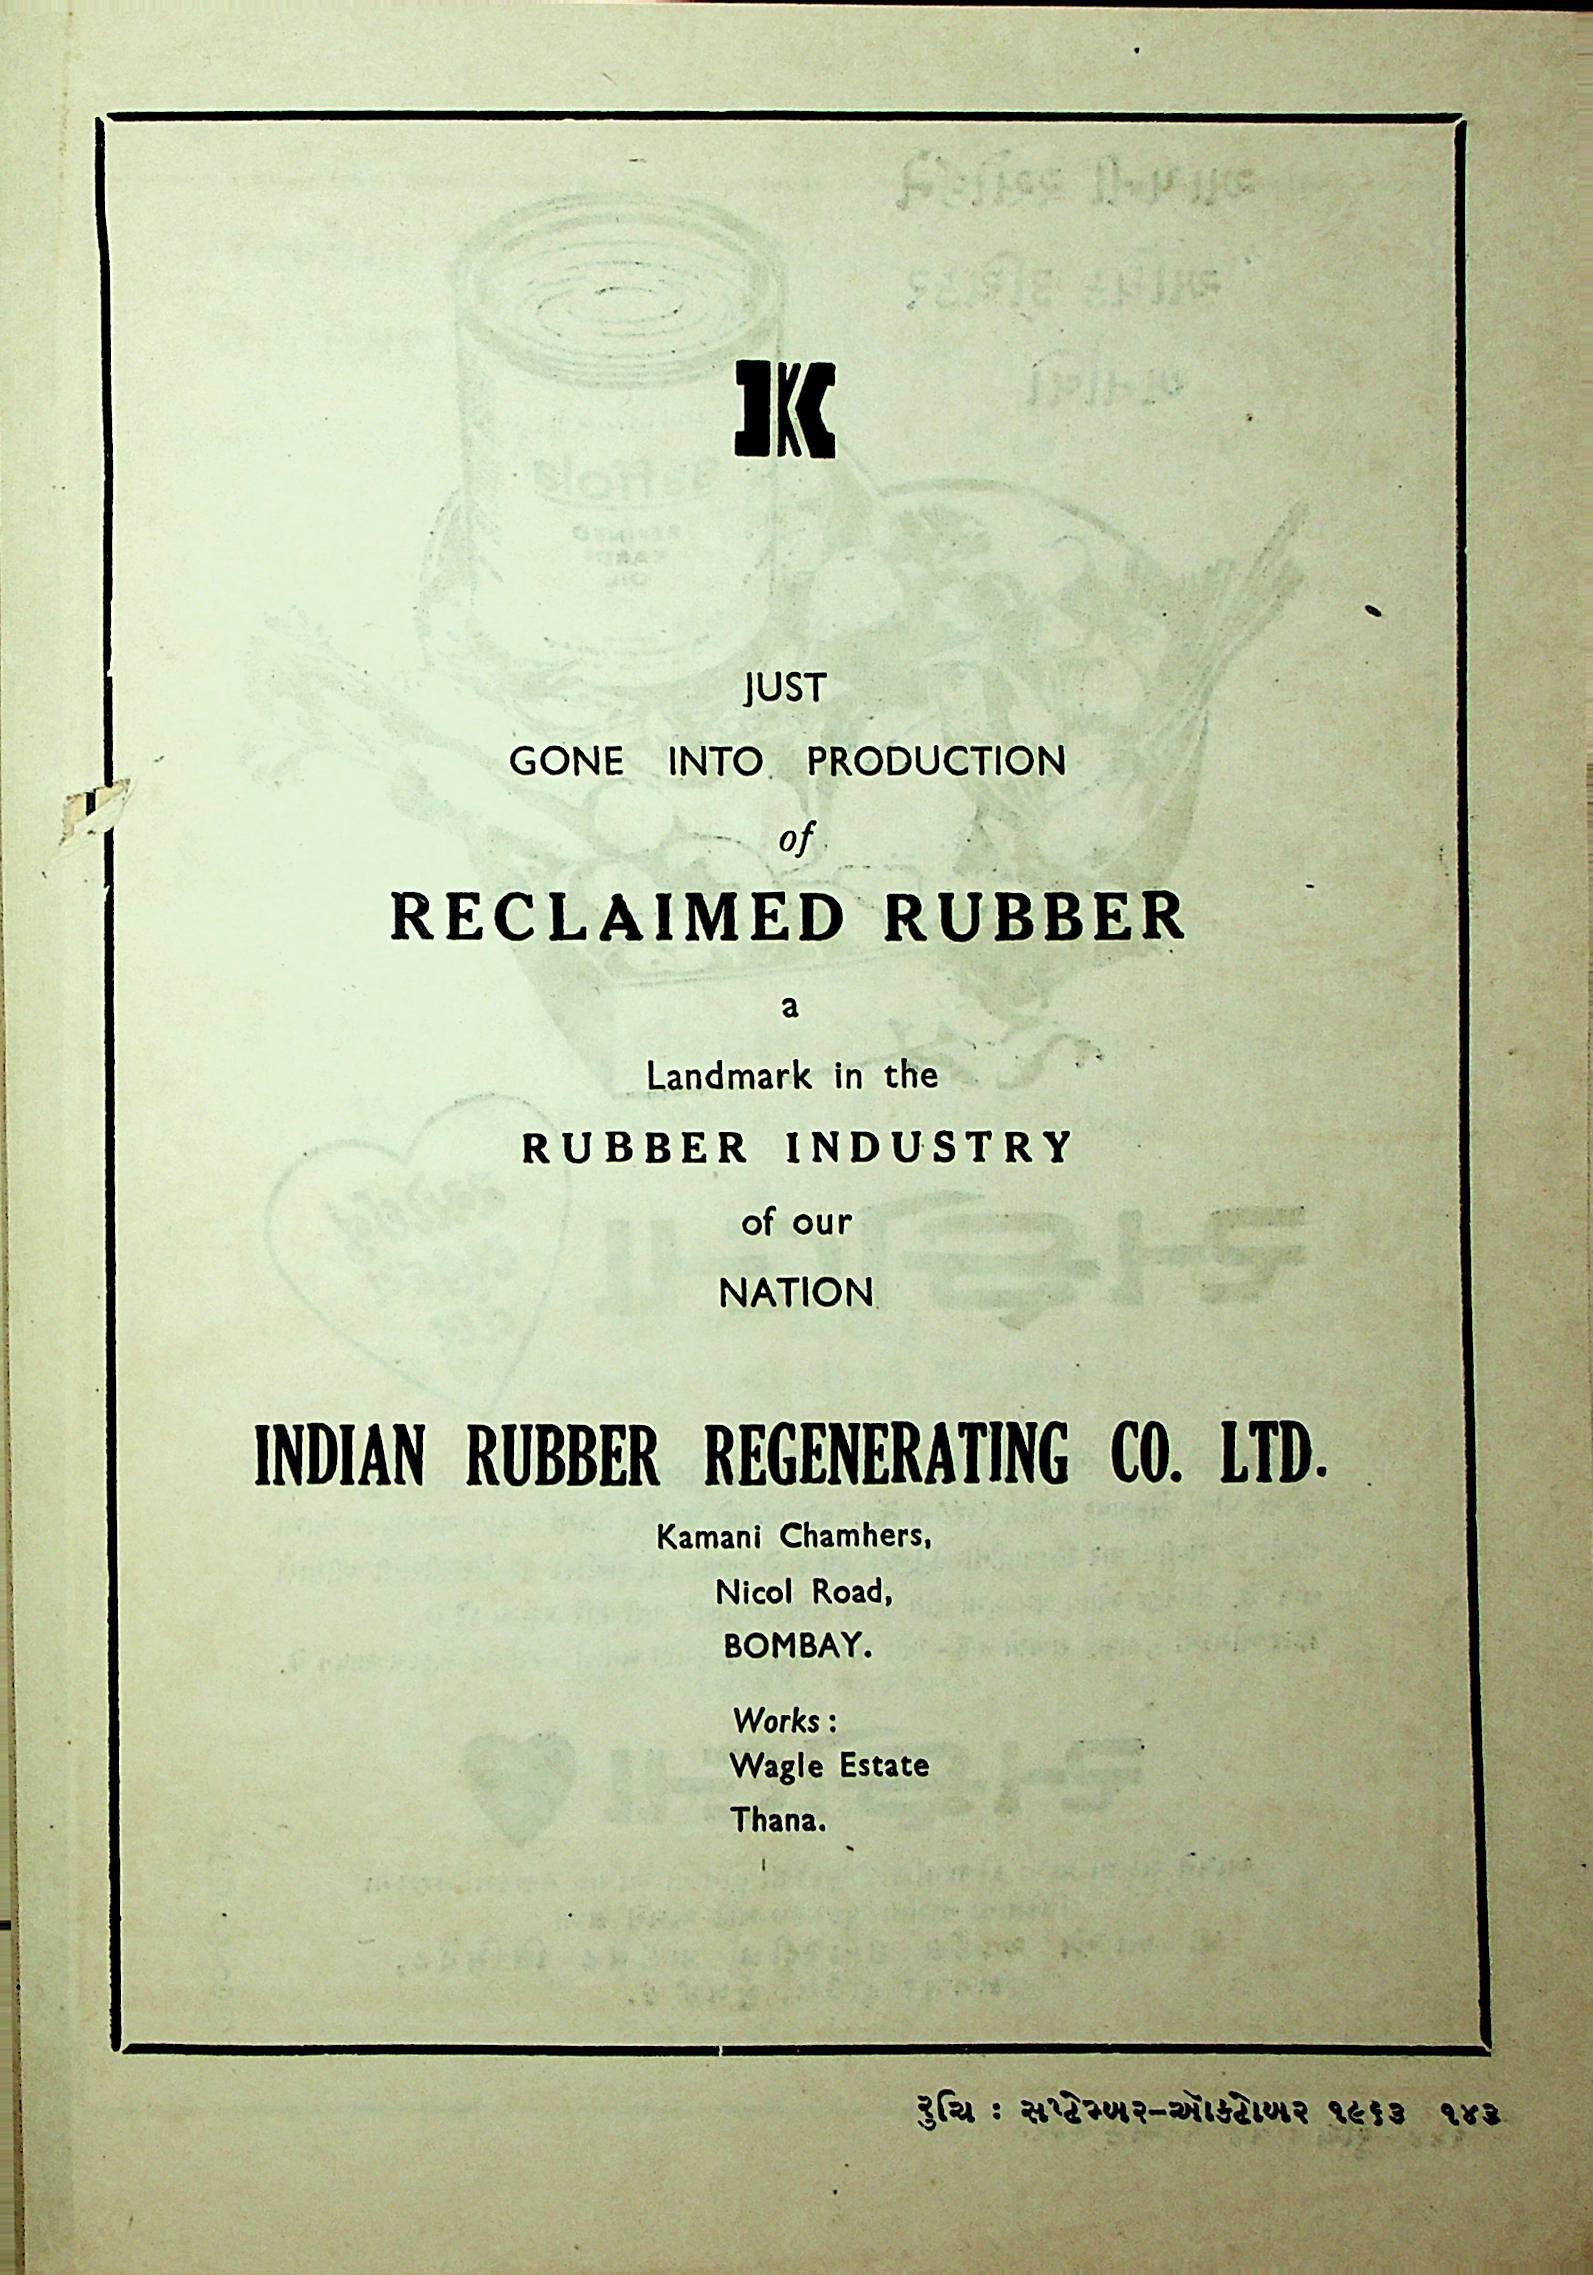 K
JUST
GONE INTO PRODUCTION
of
RECLAIMED RUBBER
a
Landmark in the
RUBBER INDUSTRY
of our
NATION
INDIAN RUBBER REGENERATING CO. LTD.
Kamani Chamhers,
Nicol Road,
BOMBAY.
Works :
Wagle Estate
Thana.
રુચિ : સપ્ટેમ્બર–ઑક્ટોબર ૧૯૬૩ ૧૪૩